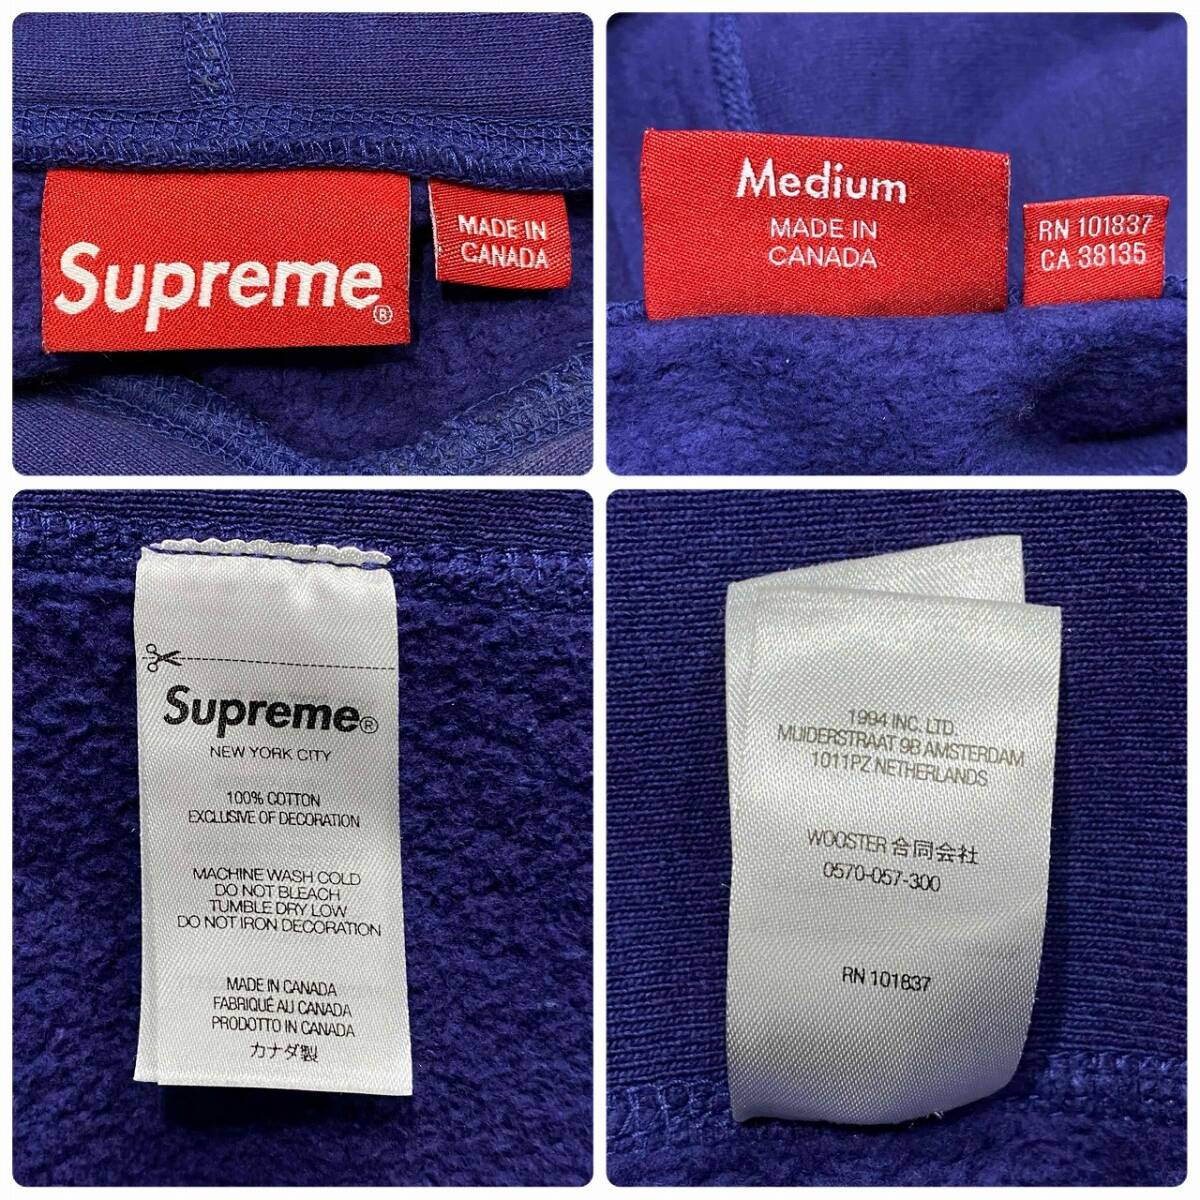 Supreme®
MADE IN
CANADA
Medium
MADE IN
CANADA
RN 101837
CA 38135
Supreme®
NEW YORK CITY
100% COTTON
EXCLUSIVE OF DECORATION
MACHINE WASH COLD
DO NOT BLEACH
TUMBLE DRY LOW
DO NOT IRON DECORATION
MADE IN CANADA
FABRIQUÉ AU CANADA
PRODOTTO IN CANADA
カナダ製
1994 INC. LTD.
MUIDERSTRAAT 9B AMSTERDAM
1011PZ NETHERLANDS
WOOSTER 合同会社
0570-057-300
RN 101837